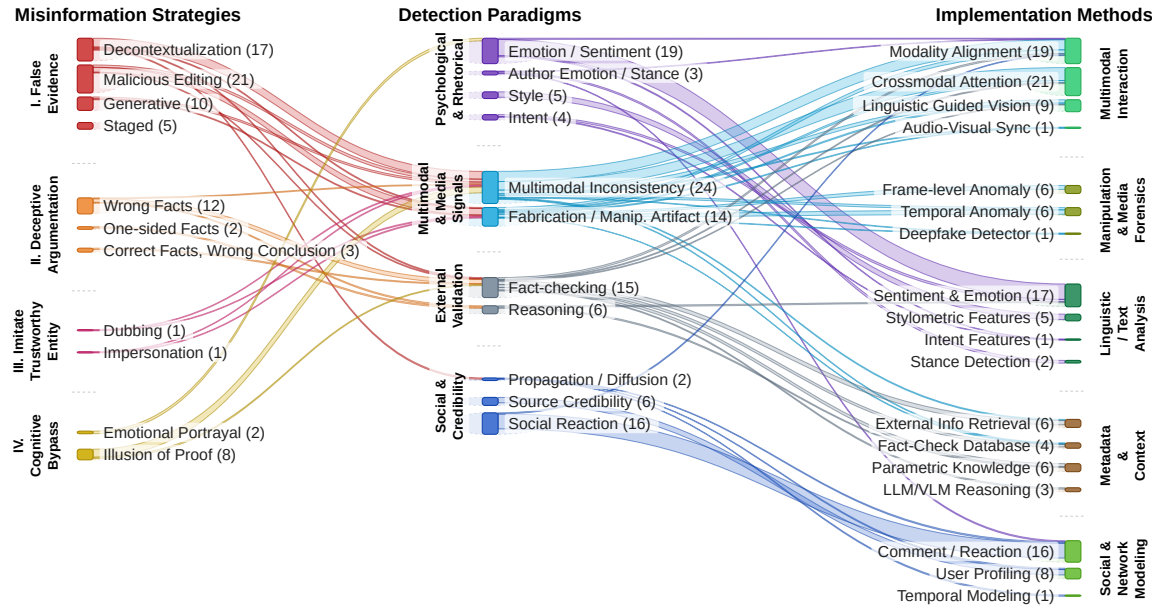 Misinformation Strategies
Detection Paradigms
Implementation Methods
I. False
Evidence
Decontextualization (17)
Malicious Editing (21)
Generative (10)
Staged (5)
II. Deceptive
Argumentation
Wrong Facts (12)
One-sided Facts (2)
Correct Facts, Wrong Conclusion (3)
III. Imitate
Trustworthy
Entity
Dubbing (1)
Impersonation (1)
IV.
Cognitive
Bypass
Emotional Portrayal (2)
Illusion of Proof (8)
Psychological
& Rhetorical
Emotion / Sentiment (19)
Author Emotion / Stance (3)
Style (5)
Intent (4)
Multimodal
& Media
Signals
Multimodal Inconsistency (24)
Fabrication / Manip. Artifact (14)
External
Validation
Fact-checking (15)
Reasoning (6)
Social &
Credibility
Propagation / Diffusion (2)
Source Credibility (6)
Social Reaction (16)
Modality Alignment (19)
Crossmodal Attention (21)
Linguistic Guided Vision (9)
Audio-Visual Sync (1)
Multimodal
Interaction
Frame-level Anomaly (6)
Temporal Anomaly (6)
Deepfake Detector (1)
Manipulation
& Media
Forensics
Sentiment & Emotion (17)
Stylometric Features (5)
Intent Features (1)
Stance Detection (2)
Linguistic
/ Text
Analysis
External Info Retrieval (6)
Fact-Check Database (4)
Parametric Knowledge (6)
LLM/VLM Reasoning (3)
Metadata
&
Context
Comment / Reaction (16)
User Profiling (8)
Temporal Modeling (1)
Social &
Network
Modeling